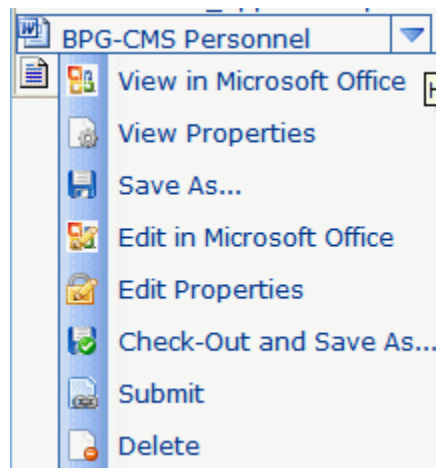 BPG-CMS Personnel
View in Microsoft Office
View Properties
Save As...
Edit in Microsoft Office
Edit Properties
Check-Out and Save As...
Submit
Delete